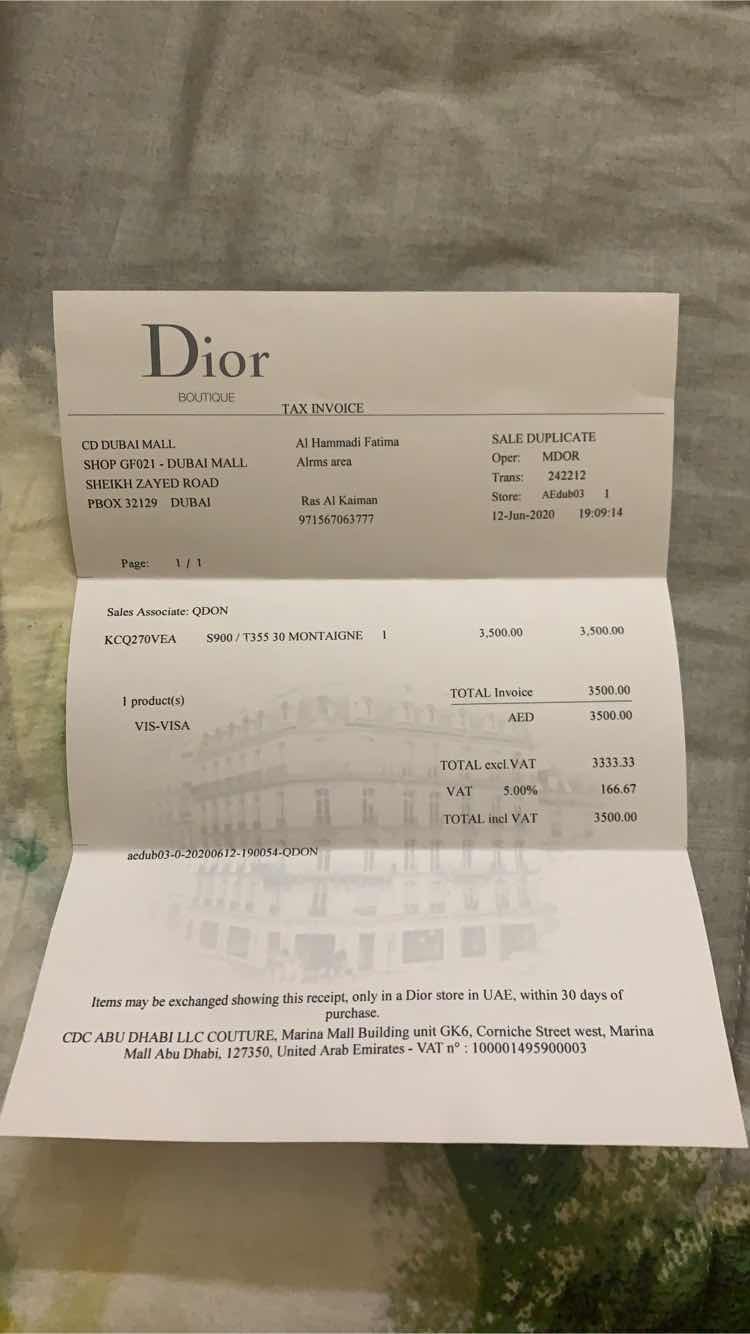 Dior
BOUTIQUE
TAX INVOICE
CD DUBAI MALL
SHOP GF021 - DUBAI MALL
SHEIKH ZAYED ROAD
PBOX 32129 DUBAI
Al Hammadi Fatima
Alrms area
Ras Al Kaiman
971567063777
SALE DUPLICATE
Oper: MDOR
Trans: 242212
Store: AEdub03 1
12-Jun-2020 19:09:14
Page: 1 / 1
Sales Associate: QDON
KCQ270VEA S900 / T355 30 MONTAIGNE 1 3,500.00 3,500.00
1 product(s)
VIS-VISA
TOTAL Invoice 3500.00
AED 3500.00
TOTAL excl.VAT 3333.33
VAT 5.00% 166.67
TOTAL incl VAT 3500.00
aedub03-0-20200612-190054-QDON
Items may be exchanged showing this receipt, only in a Dior store in UAE, within 30 days of
purchase.
CDC ABU DHABI LLC COUTURE, Marina Mall Building unit GK6, Corniche Street west, Marina
Mall Abu Dhabi, 127350, United Arab Emirates - VAT n° : 100001495900003